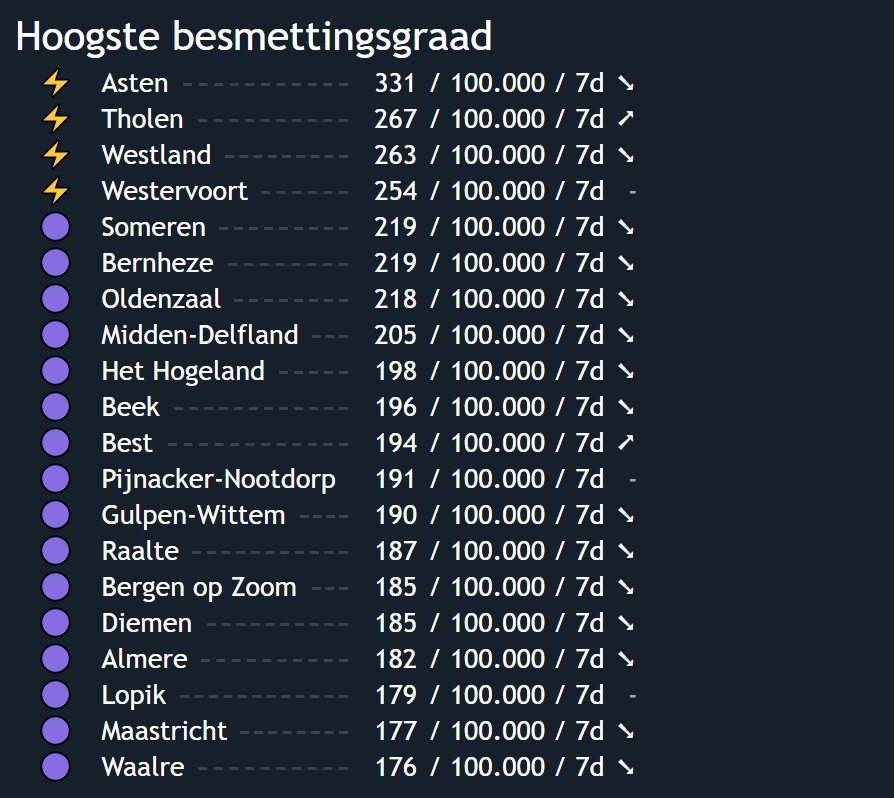 Hoogste besmettingsgraad
Asten 331 / 100.000 / 7d ➘
Tholen 267 / 100.000 / 7d ➚
Westland 263 / 100.000 / 7d ➘
Westervoort 254 / 100.000 / 7d -
Someren 219 / 100.000 / 7d ➘
Bernheze 219 / 100.000 / 7d ➘
Oldenzaal 218 / 100.000 / 7d ➘
Midden-Delfland 205 / 100.000 / 7d ➘
Het Hogeland 198 / 100.000 / 7d ➘
Beek 196 / 100.000 / 7d ➘
Best 194 / 100.000 / 7d ➚
Pijnacker-Nootdorp 191 / 100.000 / 7d -
Gulpen-Wittem 190 / 100.000 / 7d ➘
Raalte 187 / 100.000 / 7d ➘
Bergen op Zoom 185 / 100.000 / 7d ➘
Diemen 185 / 100.000 / 7d ➘
Almere 182 / 100.000 / 7d ➘
Lopik 179 / 100.000 / 7d -
Maastricht 177 / 100.000 / 7d ➘
Waalre 176 / 100.000 / 7d ➘